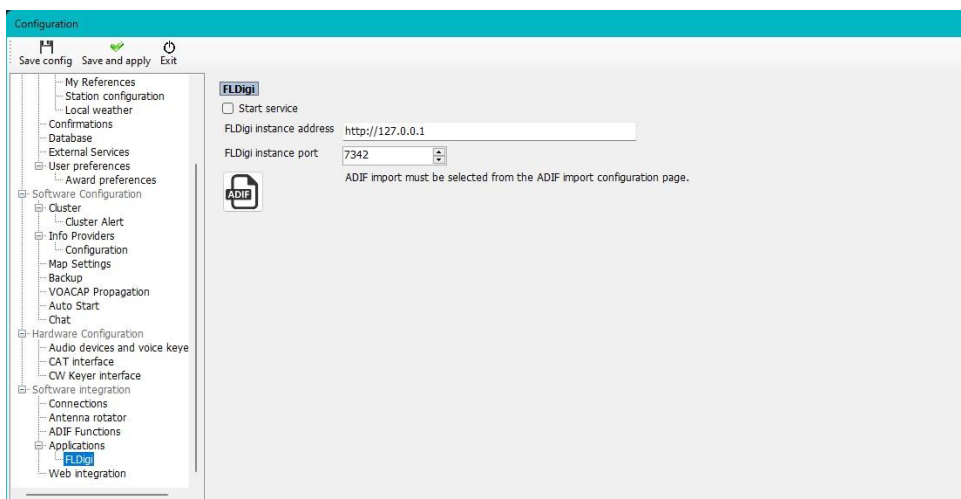 Configuration
Save config Save and apply Exit
My References
Station configuration
Local weather
Confirmations
Database
External Services
User preferences
Award preferences
Software Configuration
Cluster
Cluster Alert
Info Providers
Configuration
Map Settings
Backup
VOACAP Propagation
Auto Start
Chat
Hardware Configuration
Audio devices and voice keye
CAT interface
CW Keyer interface
Software integration
Connections
Antenna rotator
ADIF Functions
Applications
FLDigi
Web integration
FLDigi
Start service
FLDigi instance address http://127.0.0.1
FLDigi instance port 7342
ADIF
ADIF import must be selected from the ADIF import configuration page.